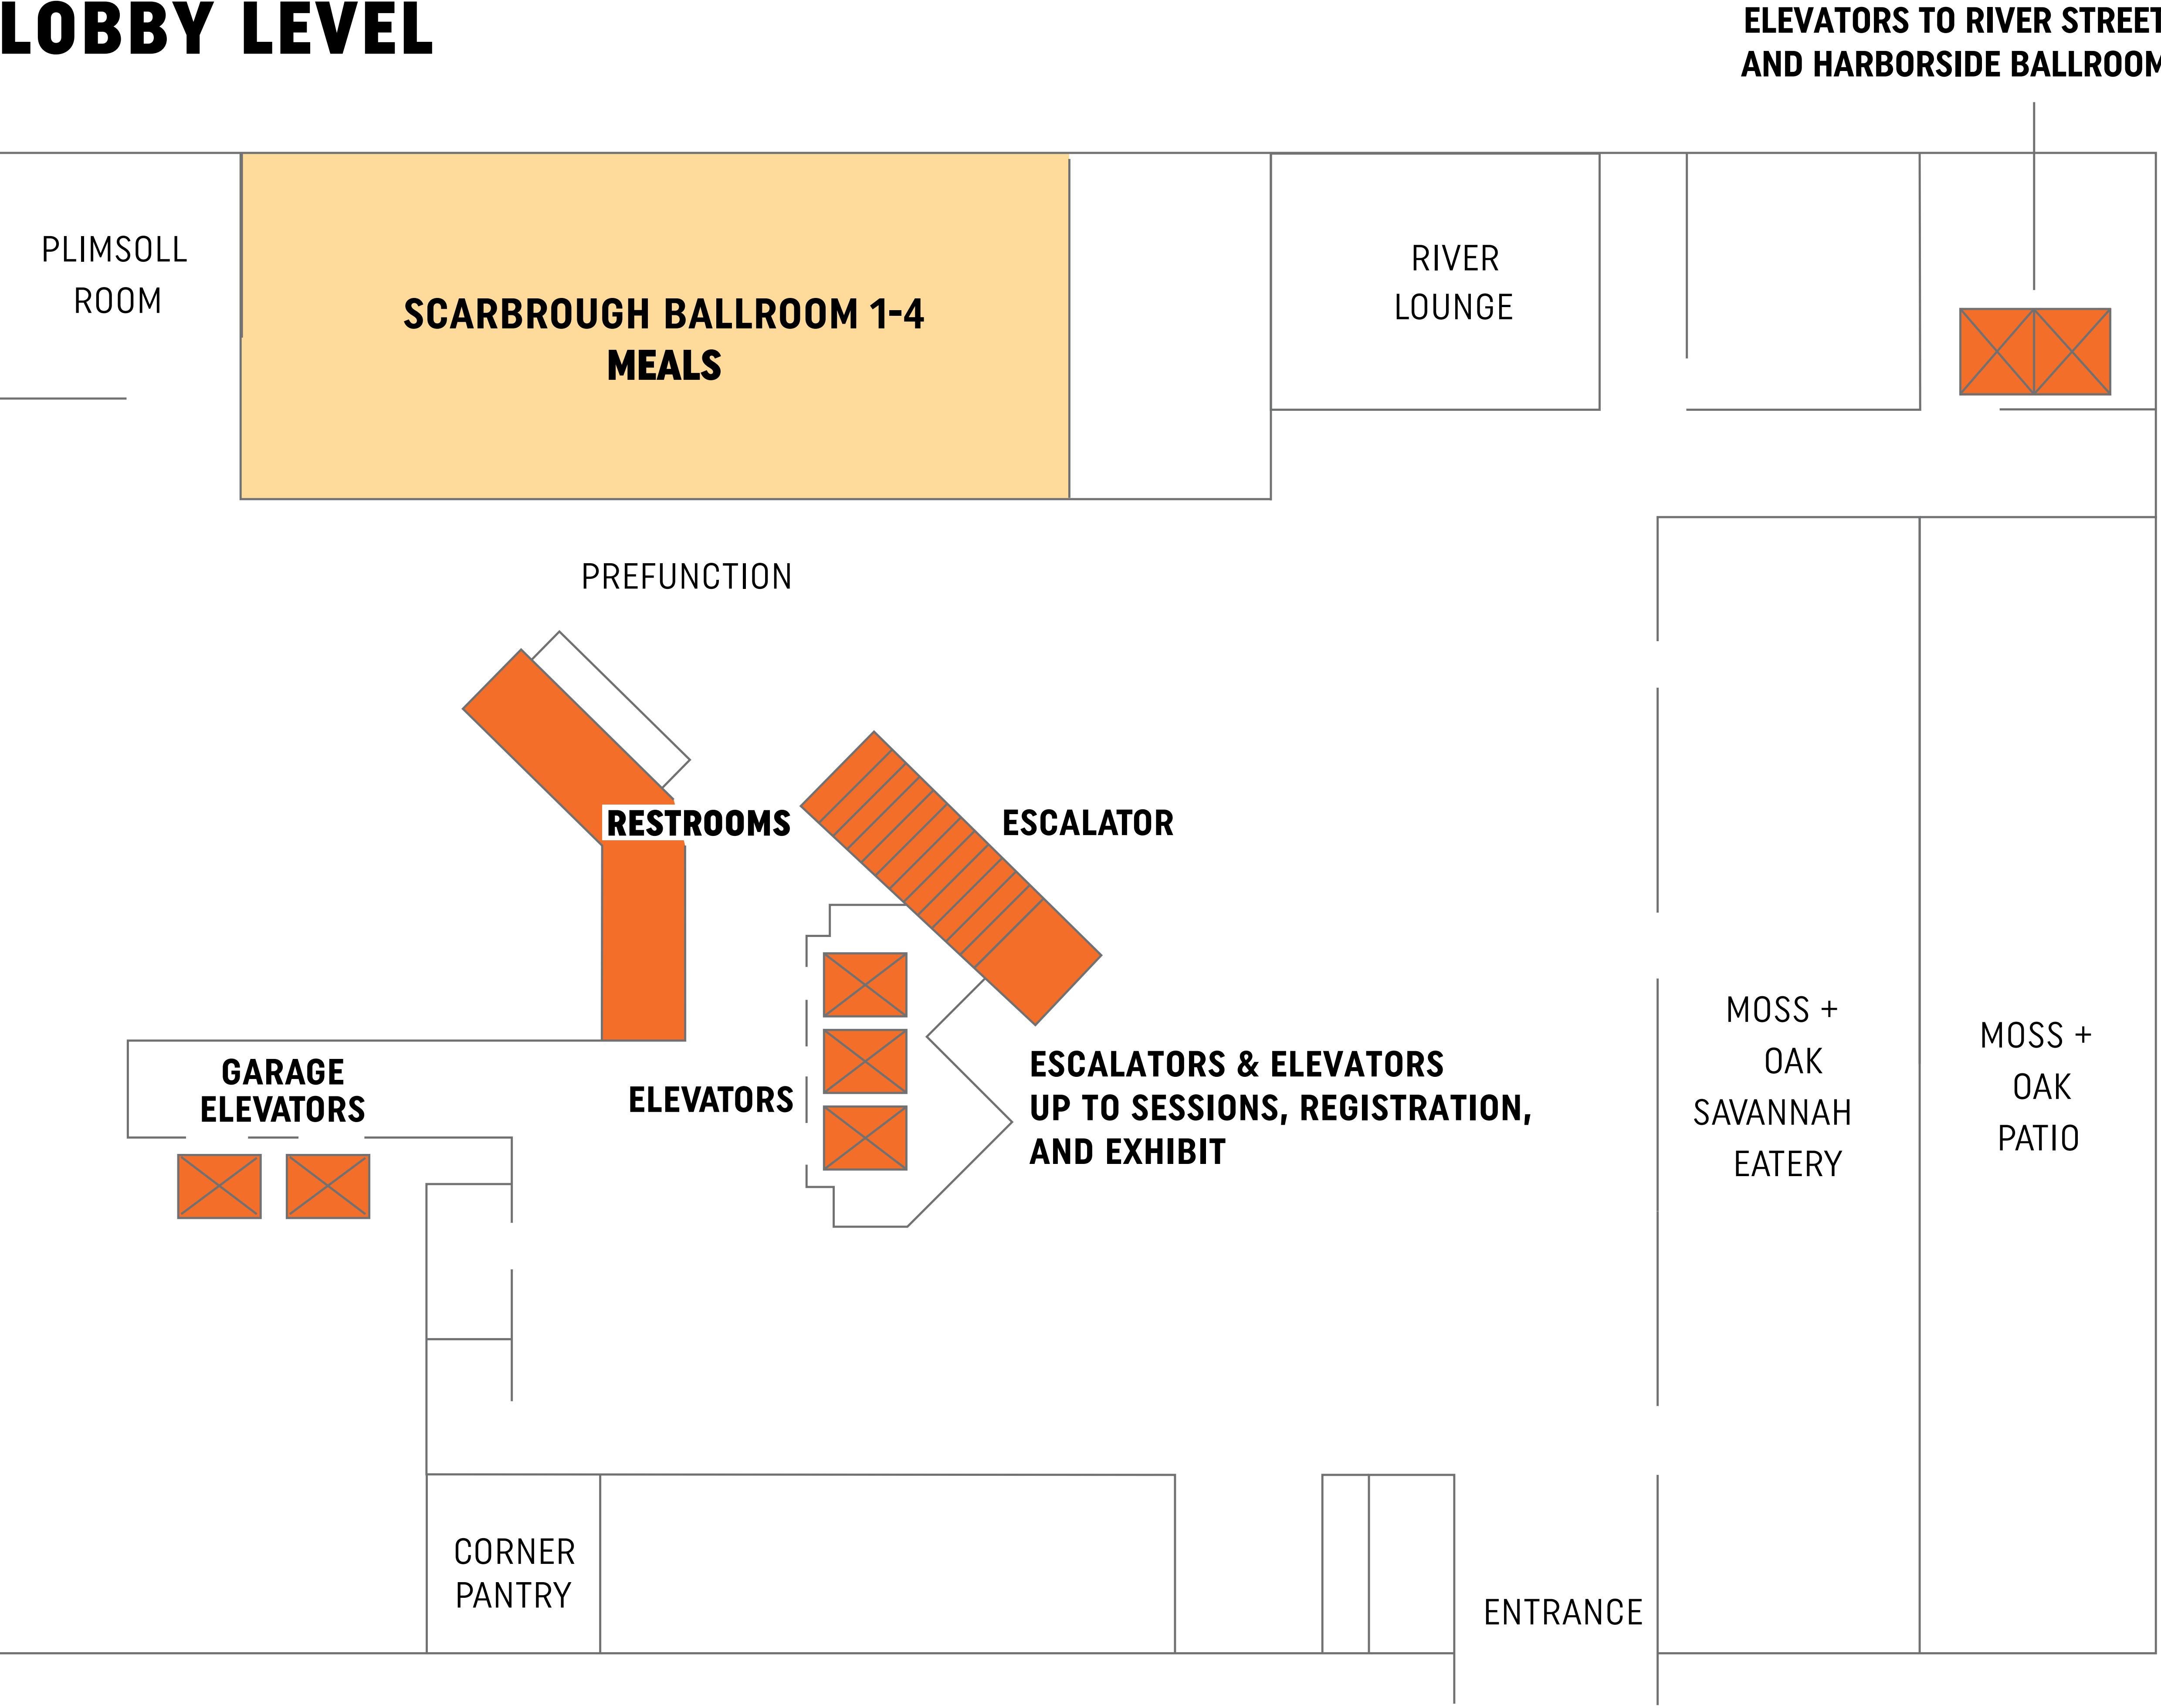 LOBBY LEVEL
ELEVATORS TO RIVER STREET
AND HARBORSIDE BALLROOM
PLIMSOLL
ROOM
SCARBROUGH BALLROOM 1-4
MEALS
RIVER
LOUNGE
PREFUNCTION
RESTROOMS
ESCALATOR
GARAGE
ELEVATORS
ELEVATORS
ESCALATORS & ELEVATORS
UP TO SESSIONS, REGISTRATION,
AND EXHIBIT
MOSS +
OAK
SAVANNAH
EATERY
MOSS +
OAK
PATIO
CORNER
PANTRY
ENTRANCE